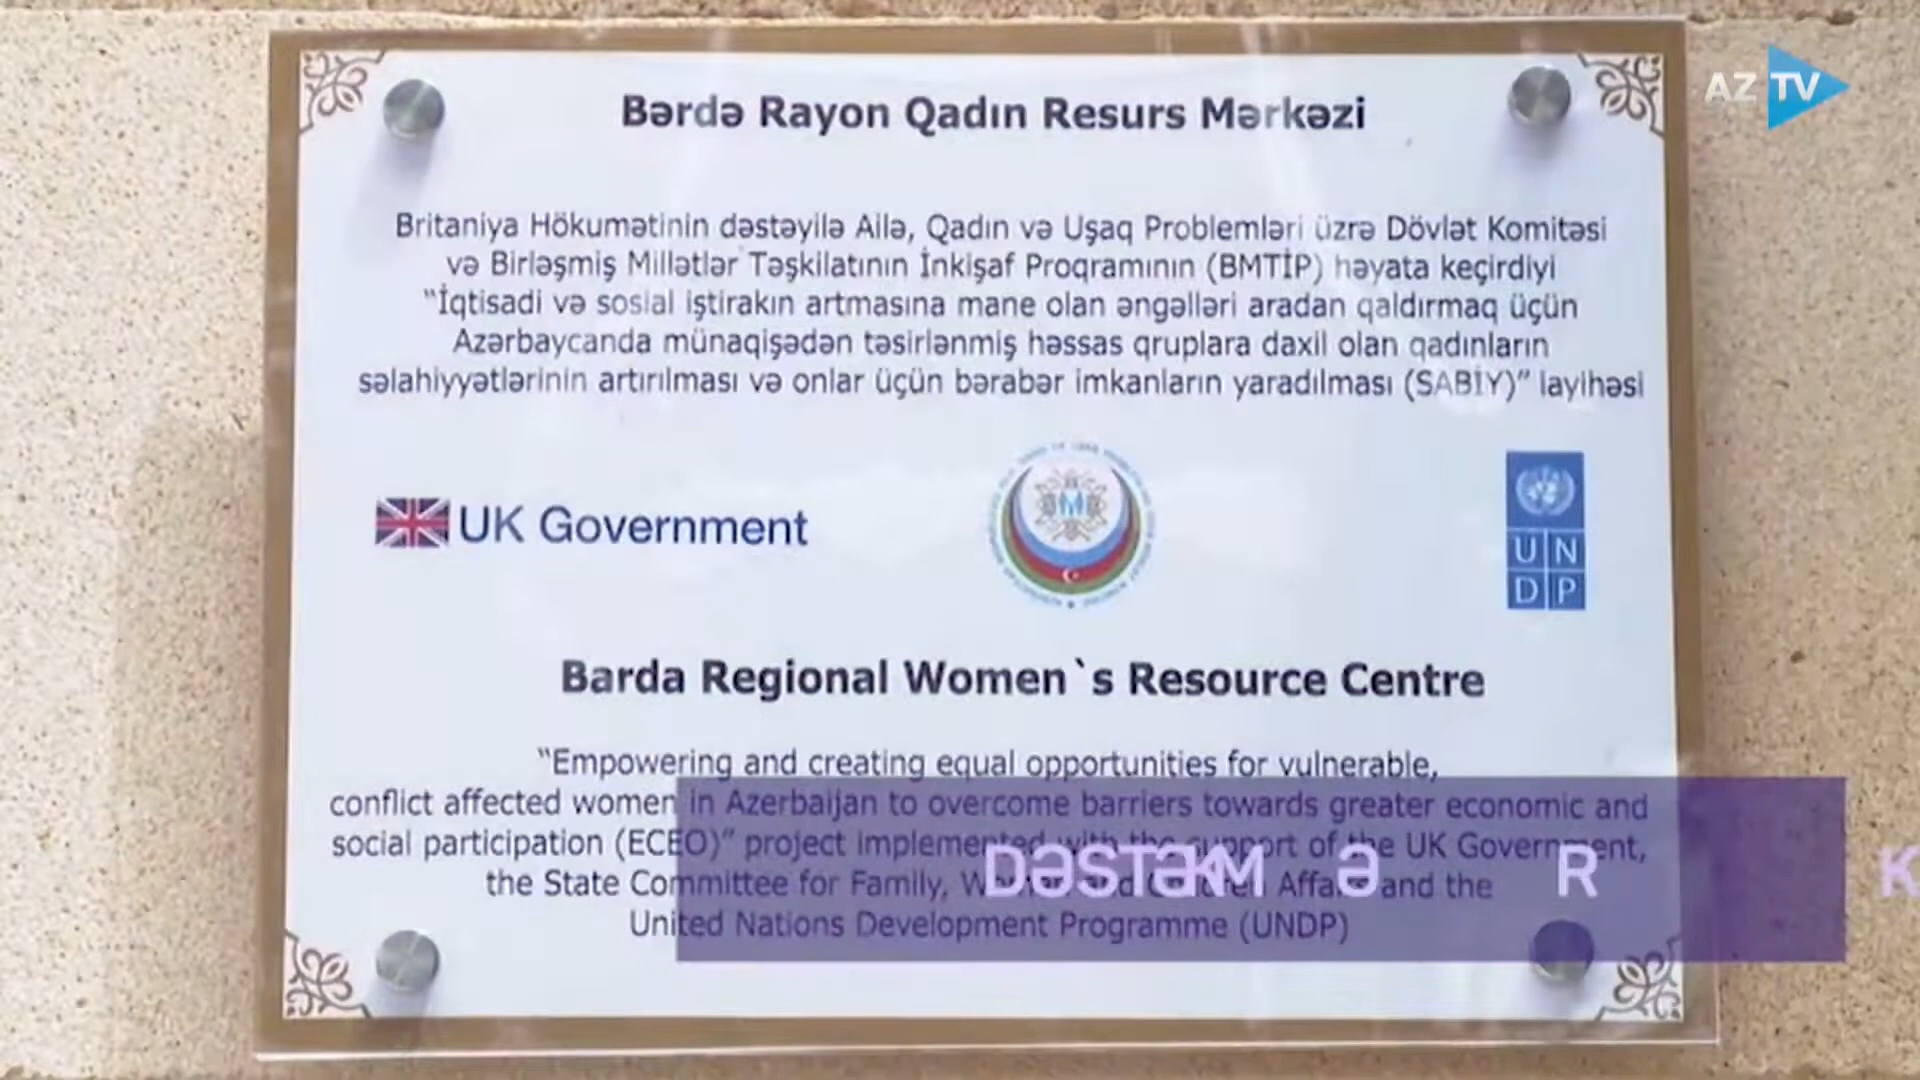 AZ TV
Bərdə Rayon Qadın Resurs Mərkəzi
Britaniya Hökumətinin dəstəyilə Ailə, Qadın və Uşaq Problemləri üzrə Dövlət Komitəsi
və Birləşmiş Millətlər Təşkilatının İnkişaf Proqramının (BMTİP) həyata keçirdiyi
"İqtisadi və sosial iştirakın artmasına mane olan əngəlləri aradan qaldırmaq üçün
Azərbaycanda münaqişədən təsirlənmiş həssas qruplara daxil olan qadınların
səlahiyyətlərinin artırılması və onlar üçün bərabər imkanların yaradılması (SABİY)" layihəsi
UK Government
UN
DP
Barda Regional Women`s Resource Centre
"Empowering and creating equal opportunities for vulnerable,
conflict affected women in Azerbaijan to overcome barriers towards greater economic and
social participation (ECEO)" project implemented with the support of the UK Government,
the State Committee for Family, Women and Children Affairs and the
United Nations Development Programme (UNDP)